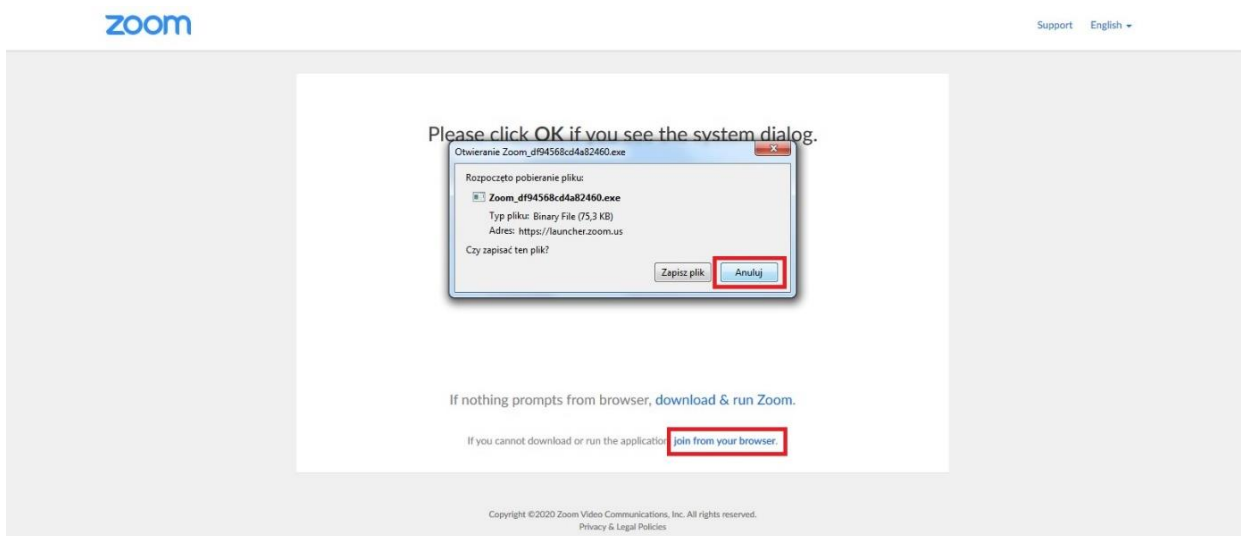 zoom
Support English
Please click OK if you see the system dialog.
Otwieranie Zoom_df94568cd4a82460.exe
Rozpoczęto pobieranie pliku:
Zoom_df94568cd4a82460.exe
Typ pliku: Binary File (75,3 KB)
Adres: https://launcher.zoom.us
Czy zapisać ten plik?
Zapisz plik Anuluj
If nothing prompts from browser, download & run Zoom.
If you cannot download or run the application join from your browser.
Copyright ©2020 Zoom Video Communications, Inc. All rights reserved.
Privacy & Legal Policies